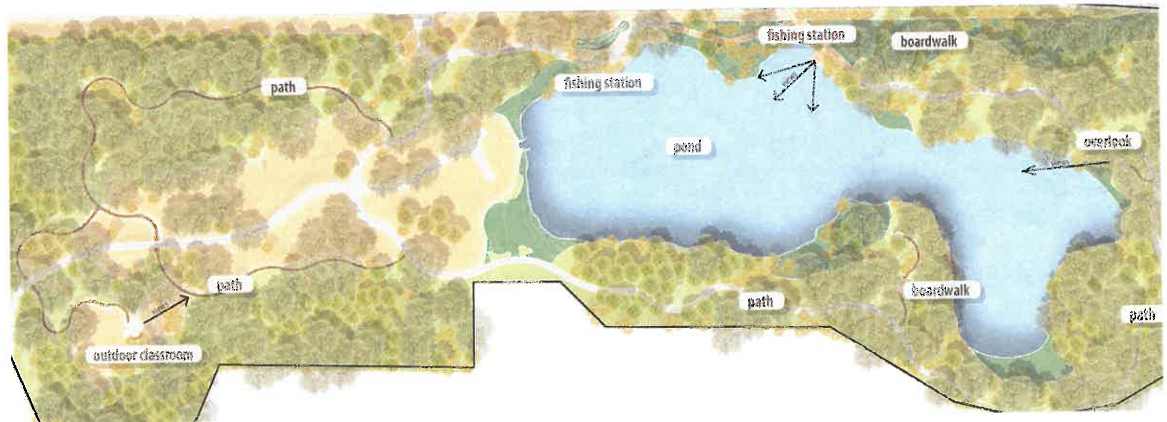 fishing station
boardwalk
fishing station
path
pond
overlook
path
boardwalk
path
path
outdoor classroom